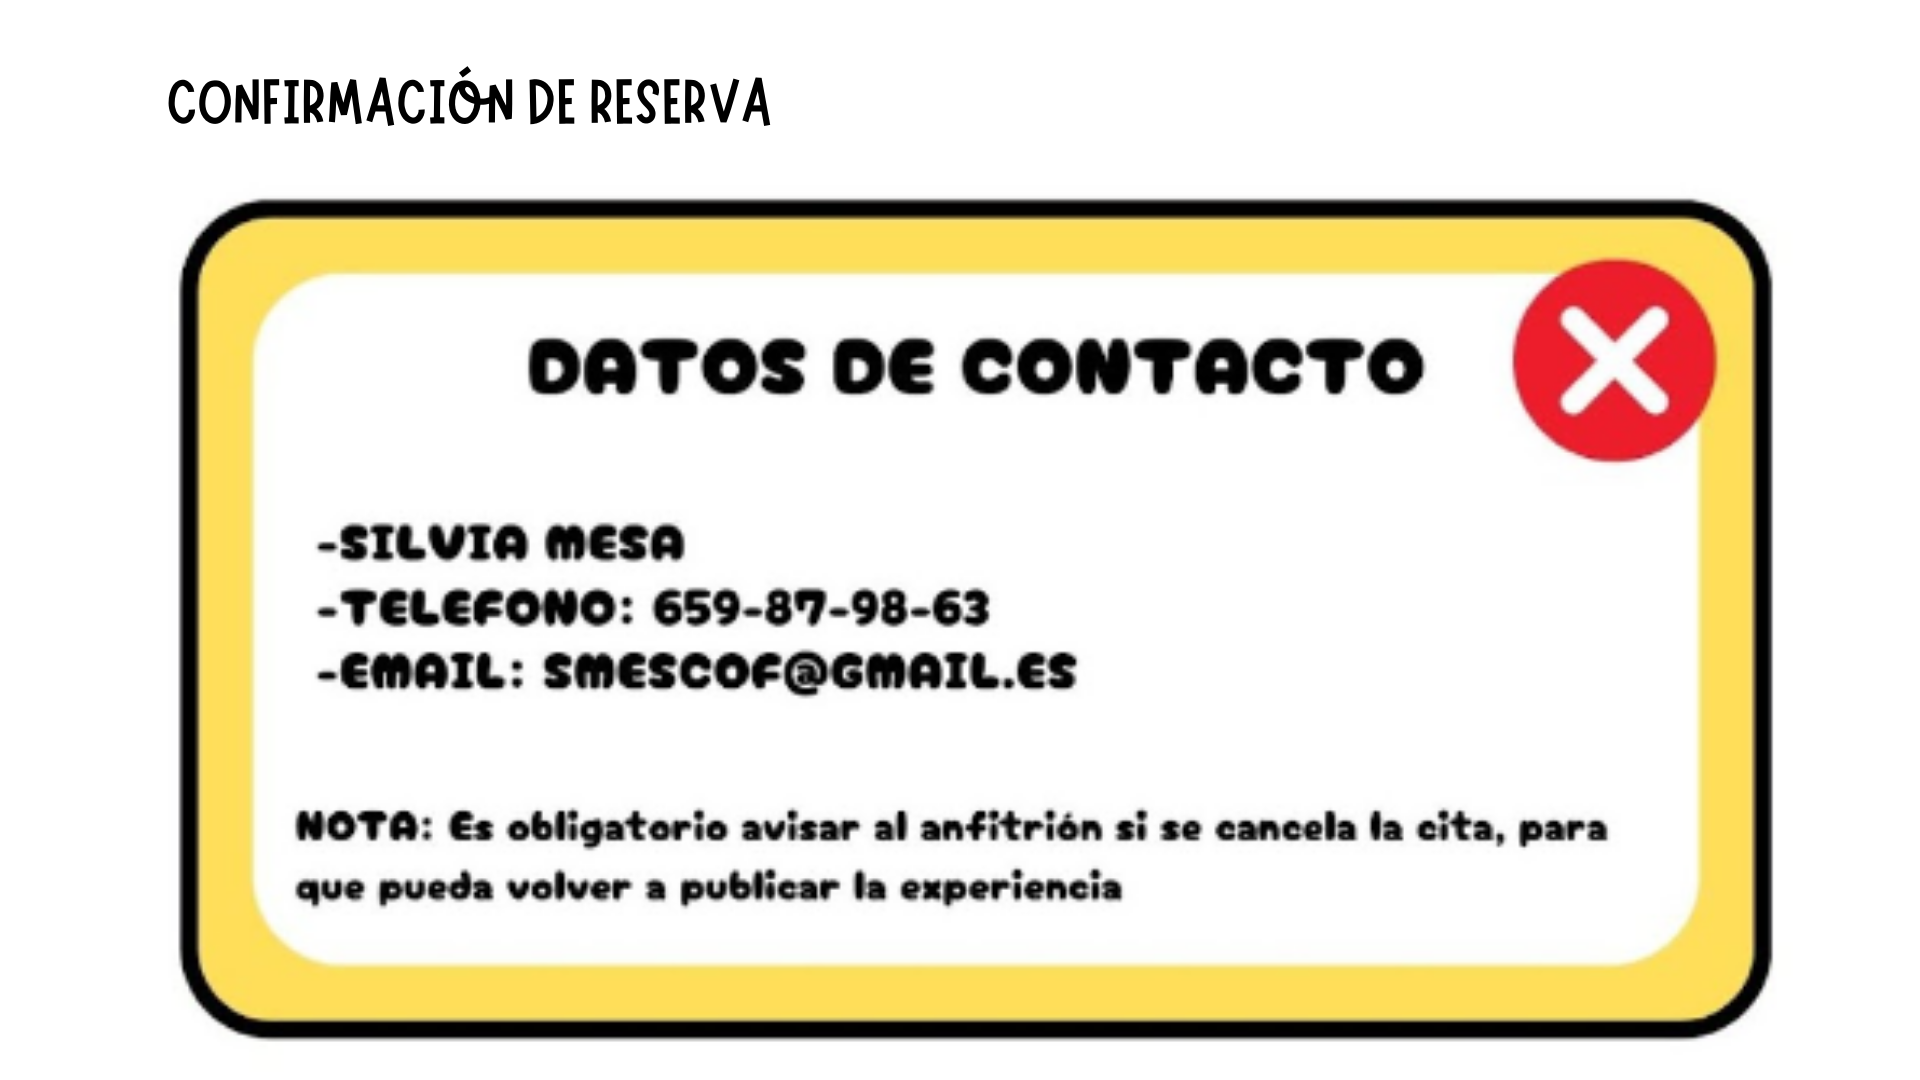 CONFIRMACIÓN DE RESERVA
DATOS DE CONTACTO
-SILVIA MESA
-TELEFONO: 659-87-98-63
-EMAIL: SMESCOF@GMAIL.ES
NOTA: Es obligatorio avisar al anfitrión si se cancela la cita, para
que pueda volver a publicar la experiencia